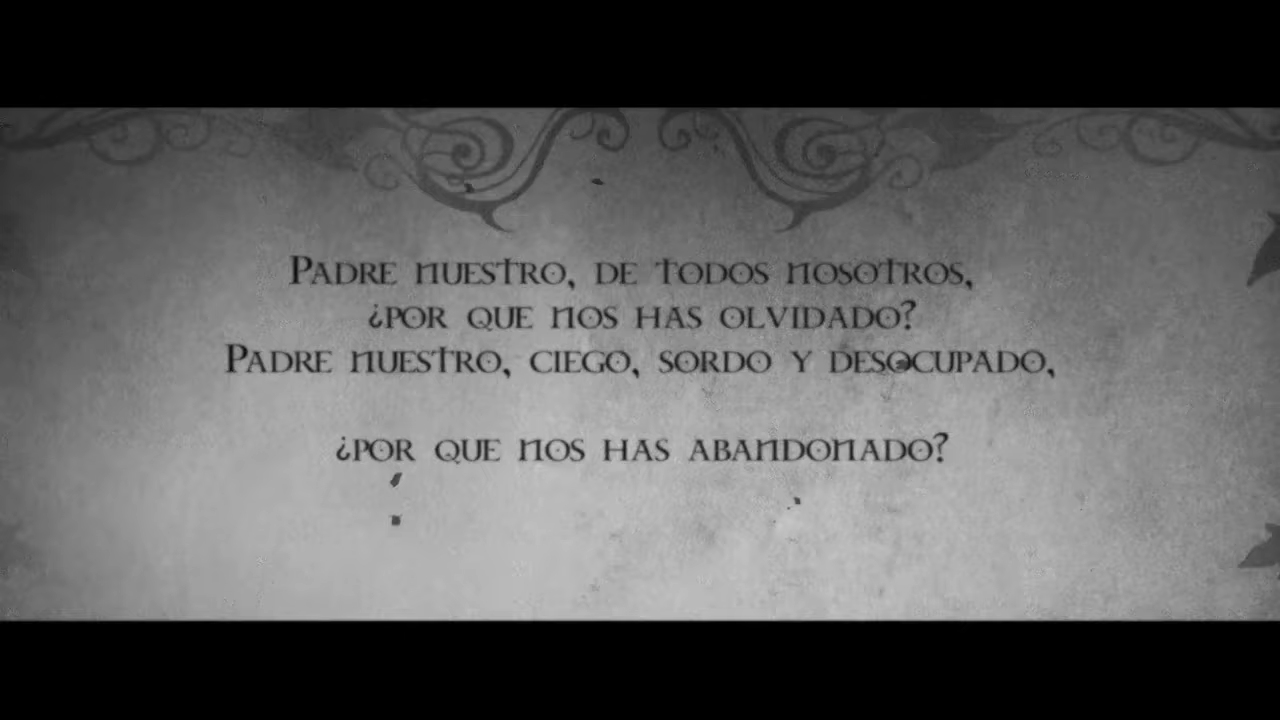 Padre nuestro, de todos nosotros,
¿por que nos has olvidado?
Padre nuestro, ciego, sordo y desocupado,
¿por que nos has abandonado?